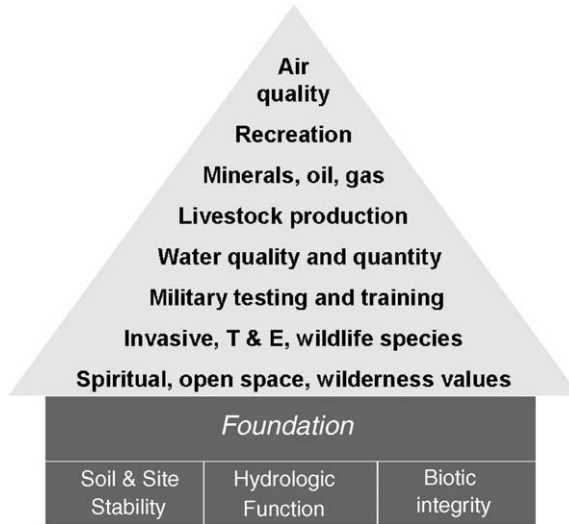 Air
quality
Recreation
Minerals, oil, gas
Livestock production
Water quality and quantity
Military testing and training
Invasive, T & E, wildlife species
Spiritual, open space, wilderness values
Foundation
Soil & Site
Stability
Hydrologic
Function
Biotic
integrity